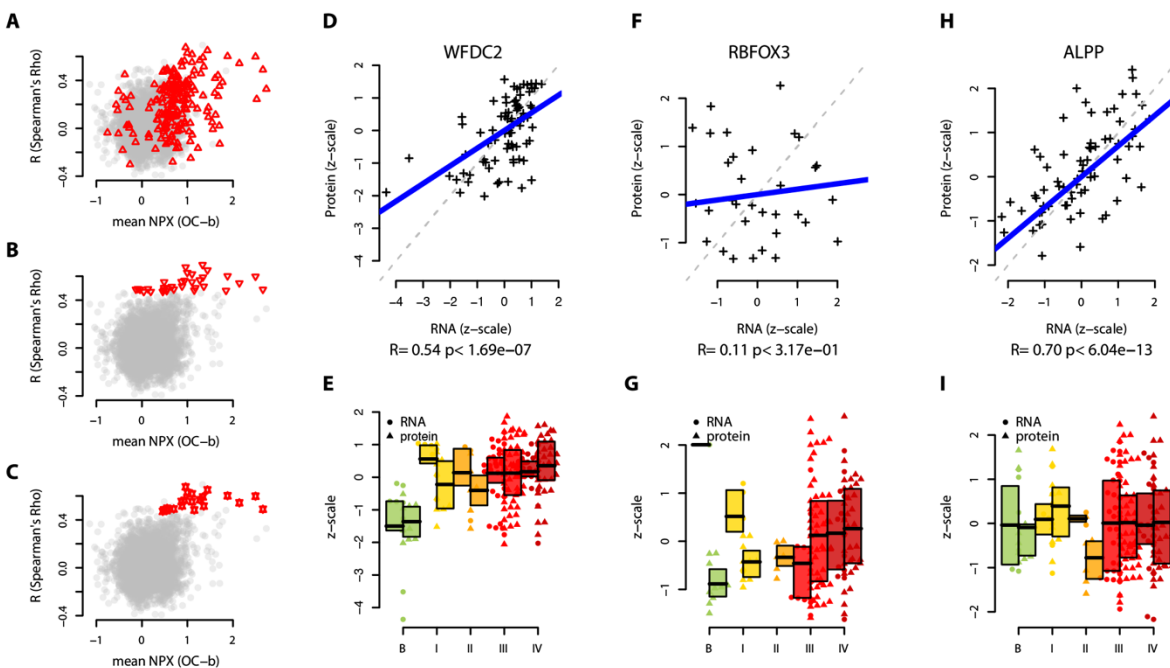 A
R (Spearman's Rho)
0.4
0.0
−0.4
−1 0 1 2
mean NPX (OC−b)
B
R (Spearman's Rho)
0.4
0.0
−0.4
−1 0 1 2
mean NPX (OC−b)
C
R (Spearman's Rho)
0.4
0.0
−0.4
−1 0 1 2
mean NPX (OC−b)
D
WFDC2
Protein (z−scale)
2
1
0
−1
−2
−3
−4
−4 −3 −2 −1 0 1 2
RNA (z−scale)
R= 0.54 p< 1.69e−07
E
RNA
protein
z−scale
2
1
0
−1
−2
−3
−4
B I II III IV
F
RBFOX3
Protein (z−scale)
2
1
0
−1
−1 0 1 2
RNA (z−scale)
R= 0.11 p< 3.17e−01
G
RNA
protein
z−scale
2
1
0
−1
B I II III IV
H
ALPP
Protein (z−scale)
2
1
0
−1
−2
−2 −1 0 1 2
RNA (z−scale)
R= 0.70 p< 6.04e−13
I
RNA
protein
z−scale
2
1
0
−1
−2
B I II III IV